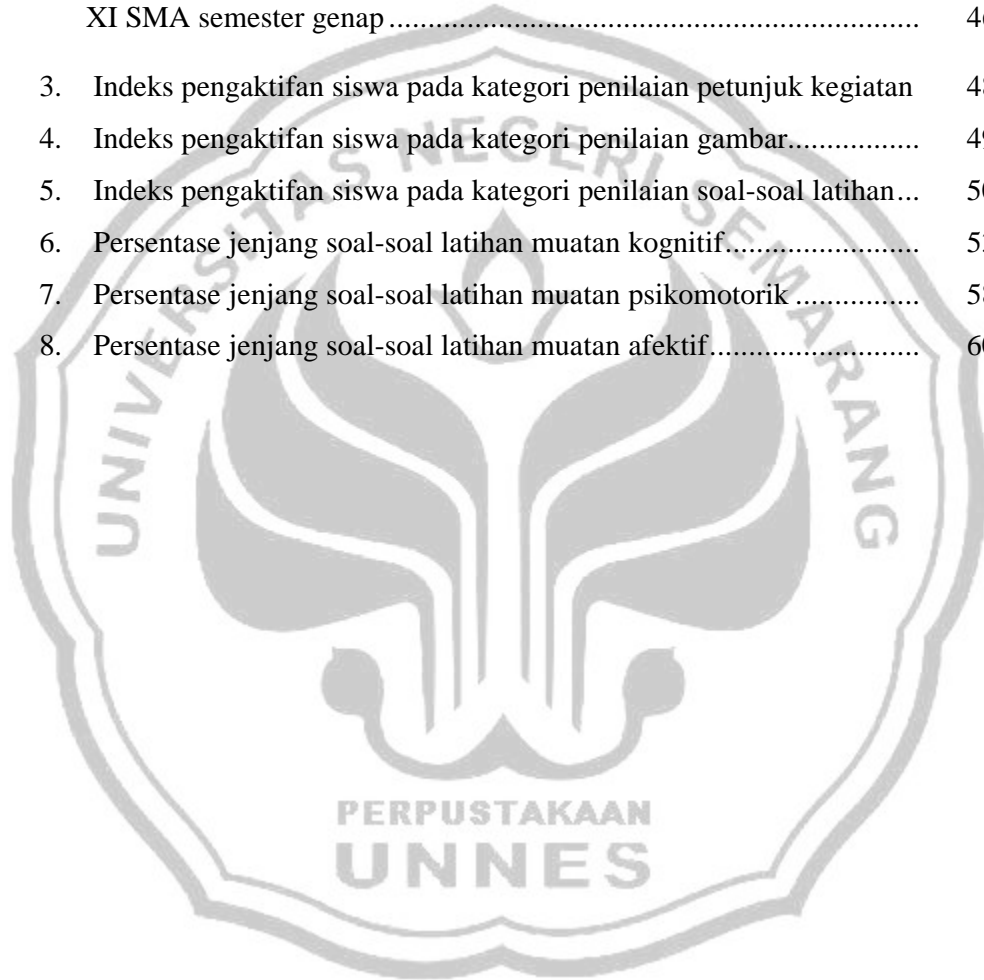 XI SMA semester genap ................................................................
3. Indeks pengaktifan siswa pada kategori penilaian petunjuk kegiatan
4. Indeks pengaktifan siswa pada kategori penilaian gambar..................
5. Indeks pengaktifan siswa pada kategori penilaian soal-soal latihan...
6. Persentase jenjang soal-soal latihan muatan kognitif..........................
7. Persentase jenjang soal-soal latihan muatan psikomotorik ................
8. Persentase jenjang soal-soal latihan muatan afektif...........................
UNIVERSITAS NEGERI SEMARANG
PERPUSTAKAAN
UNNES